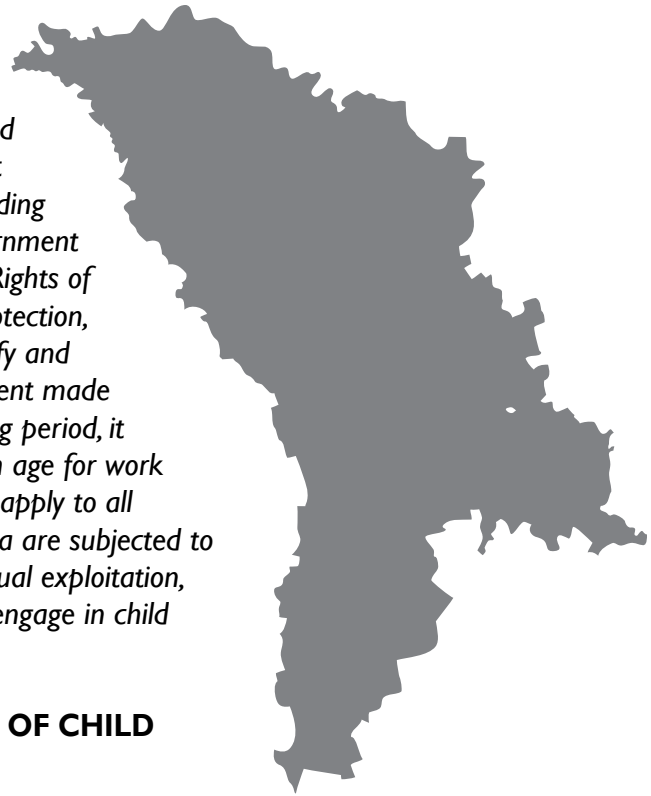 d
ding
rnment
Rights of
otection,
fy and
ent made
g period, it
age for work
apply to all
a are subjected to
ual exploitation,
engage in child
OF CHILD